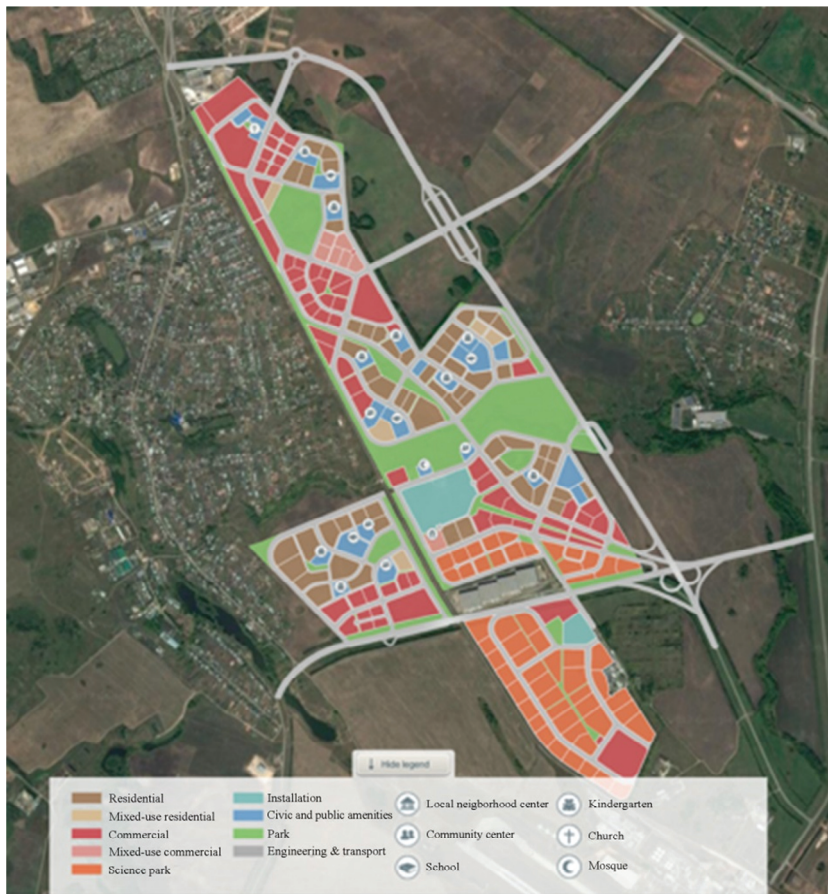 Hide legend
Residential
Mixed-use residential
Commercial
Mixed-use commercial
Science park
Installation
Civic and public amenities
Park
Engineering & transport
Local neigborhood center
Community center
School
Kindergarten
Church
Mosque